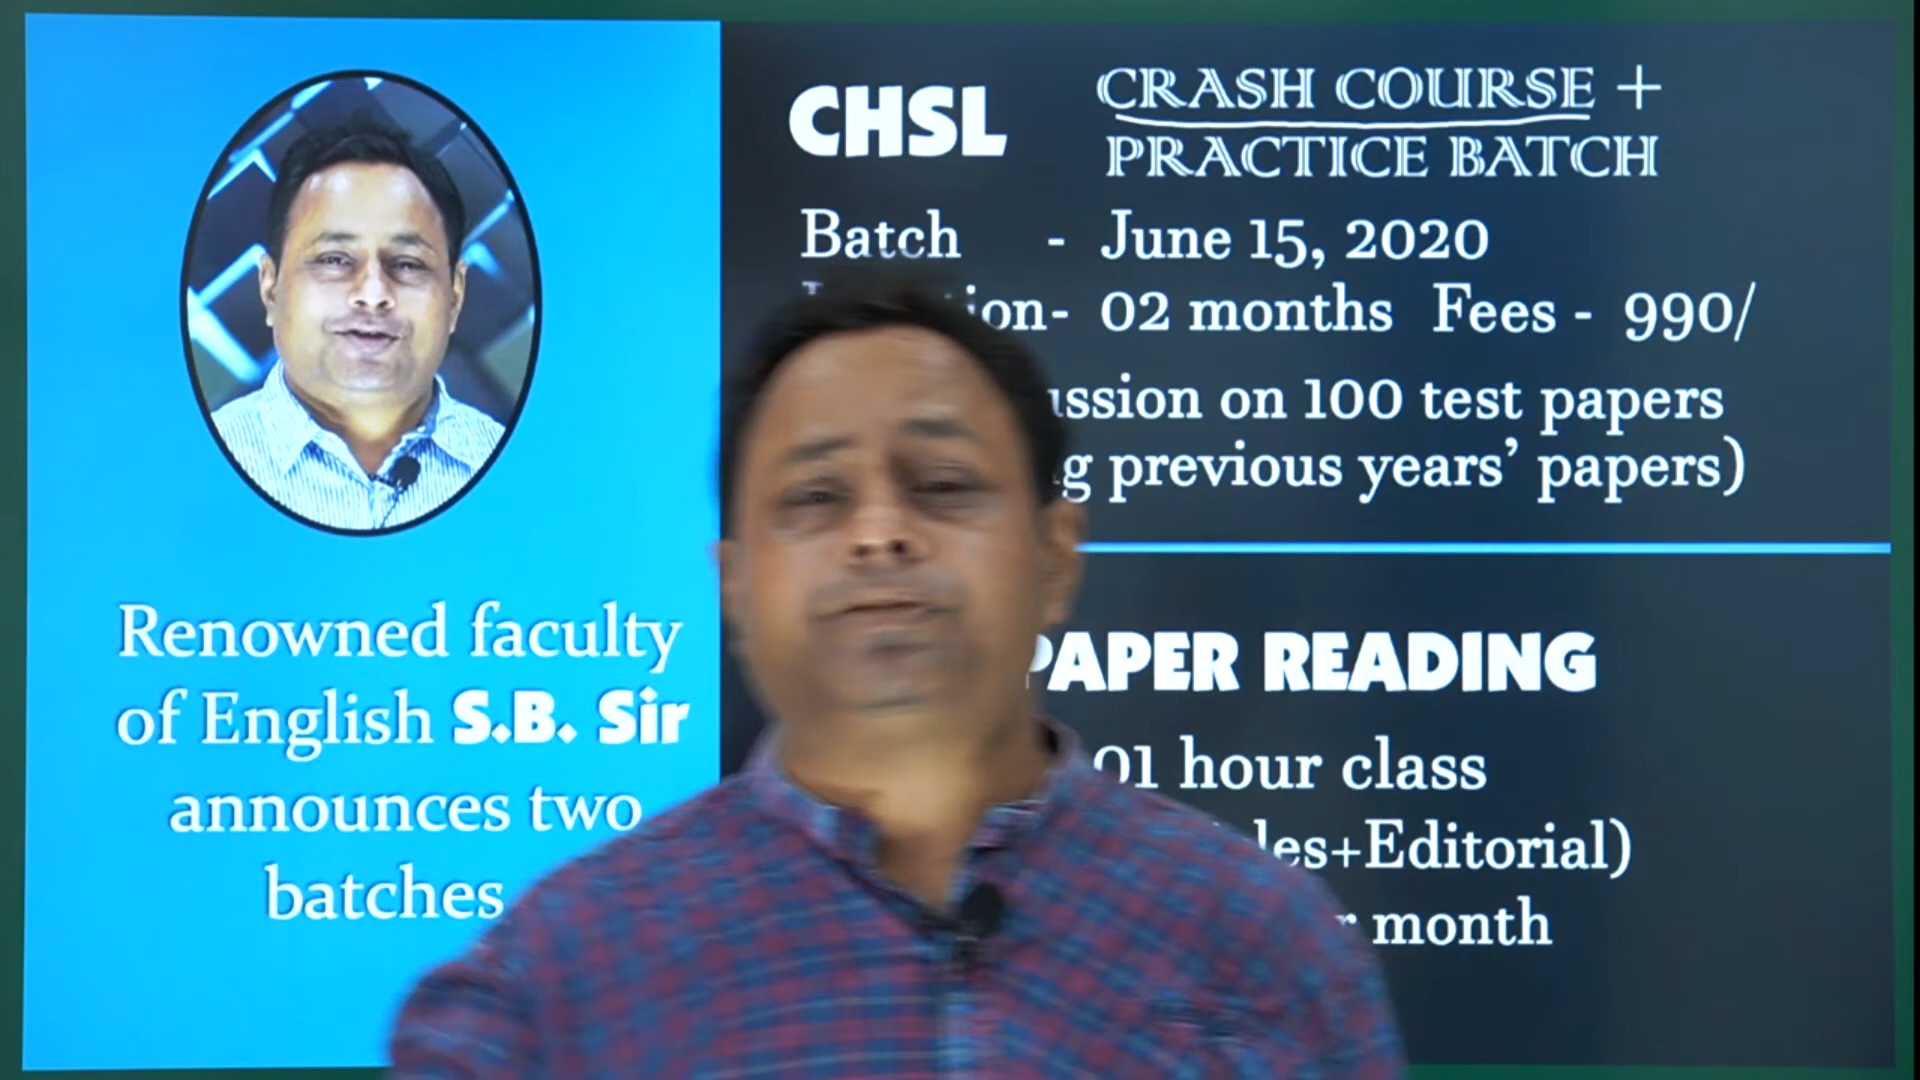 Renowned faculty
of English S.B. Sir
announces two
batches
CHSL
CRASH COURSE +
PRACTICE BATCH
Batch - June 15, 2020
02 months Fees - 990/
on 100 test papers
previous years' papers)
READING
01 hour class
Editorial)
month